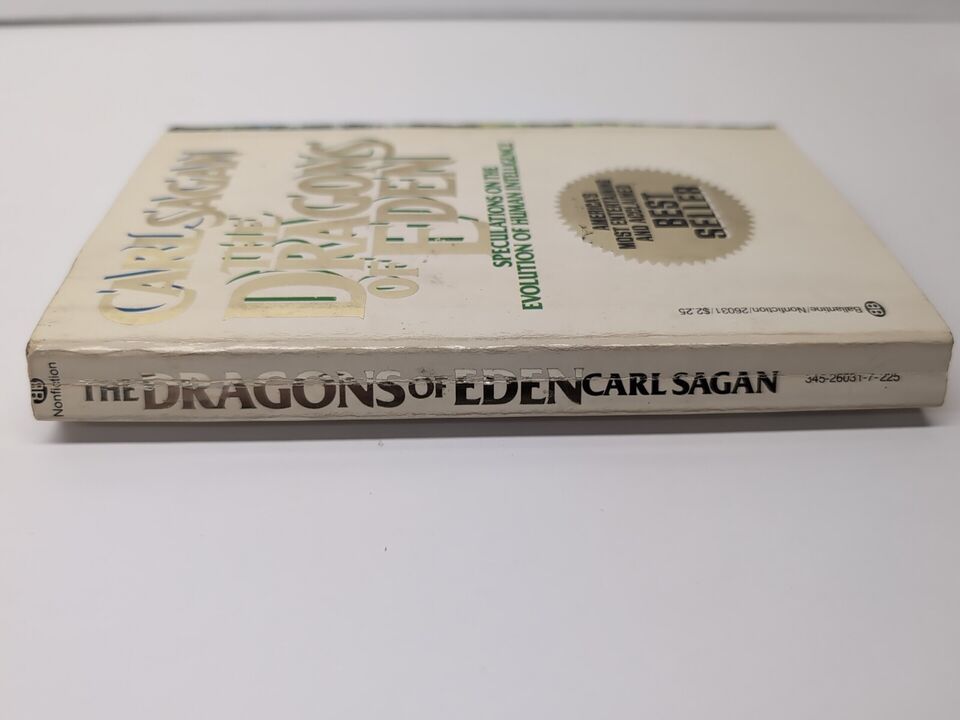 CARL SAGAN
THE
DRAGONS
OF EDEN
SPECULATIONS ON THE
EVOLUTION OF HUMAN INTELLIGENCE
AMERICA'S
MOST ENTERTAINING
AND ACCLAIMED
BEST
SELLER
BB Ballantine/Nonfiction/26031/$2.25
BB
Nonfiction
THE DRAGONS OF EDEN CARL SAGAN 345-26031-7-225